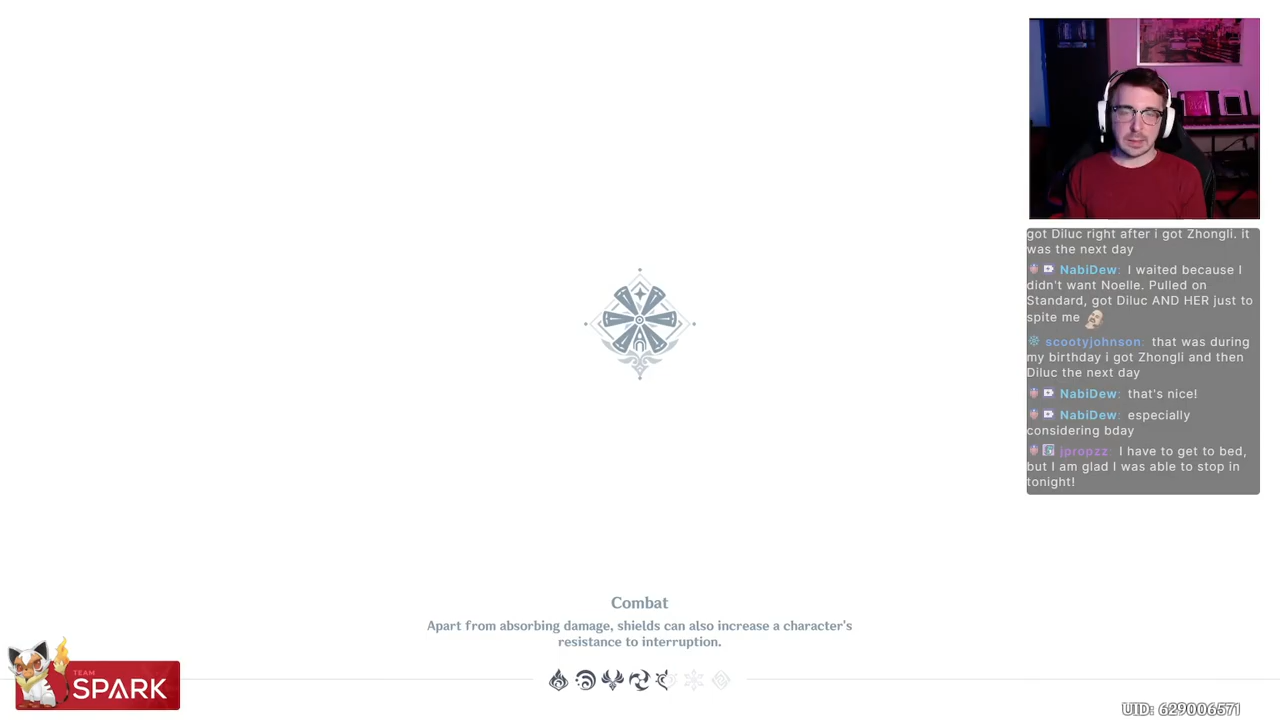 got Diluc right after i got Zhongli. it
was the next day
NabiDew: I waited because I
didn't want Noelle. Pulled on
Standard, got Diluc AND HER just to
spite me
scootyjohnson: that was during
my birthday i got Zhongli and then
Diluc the next day
NabiDew: that's nice!
NabiDew: especially
considering bday
jpropzz: I have to get to bed,
but I am glad I was able to stop in
tonight!
Combat
Apart from absorbing damage, shields can also increase a character's
resistance to interruption.
TEAM
SPARK
UID: 629006571